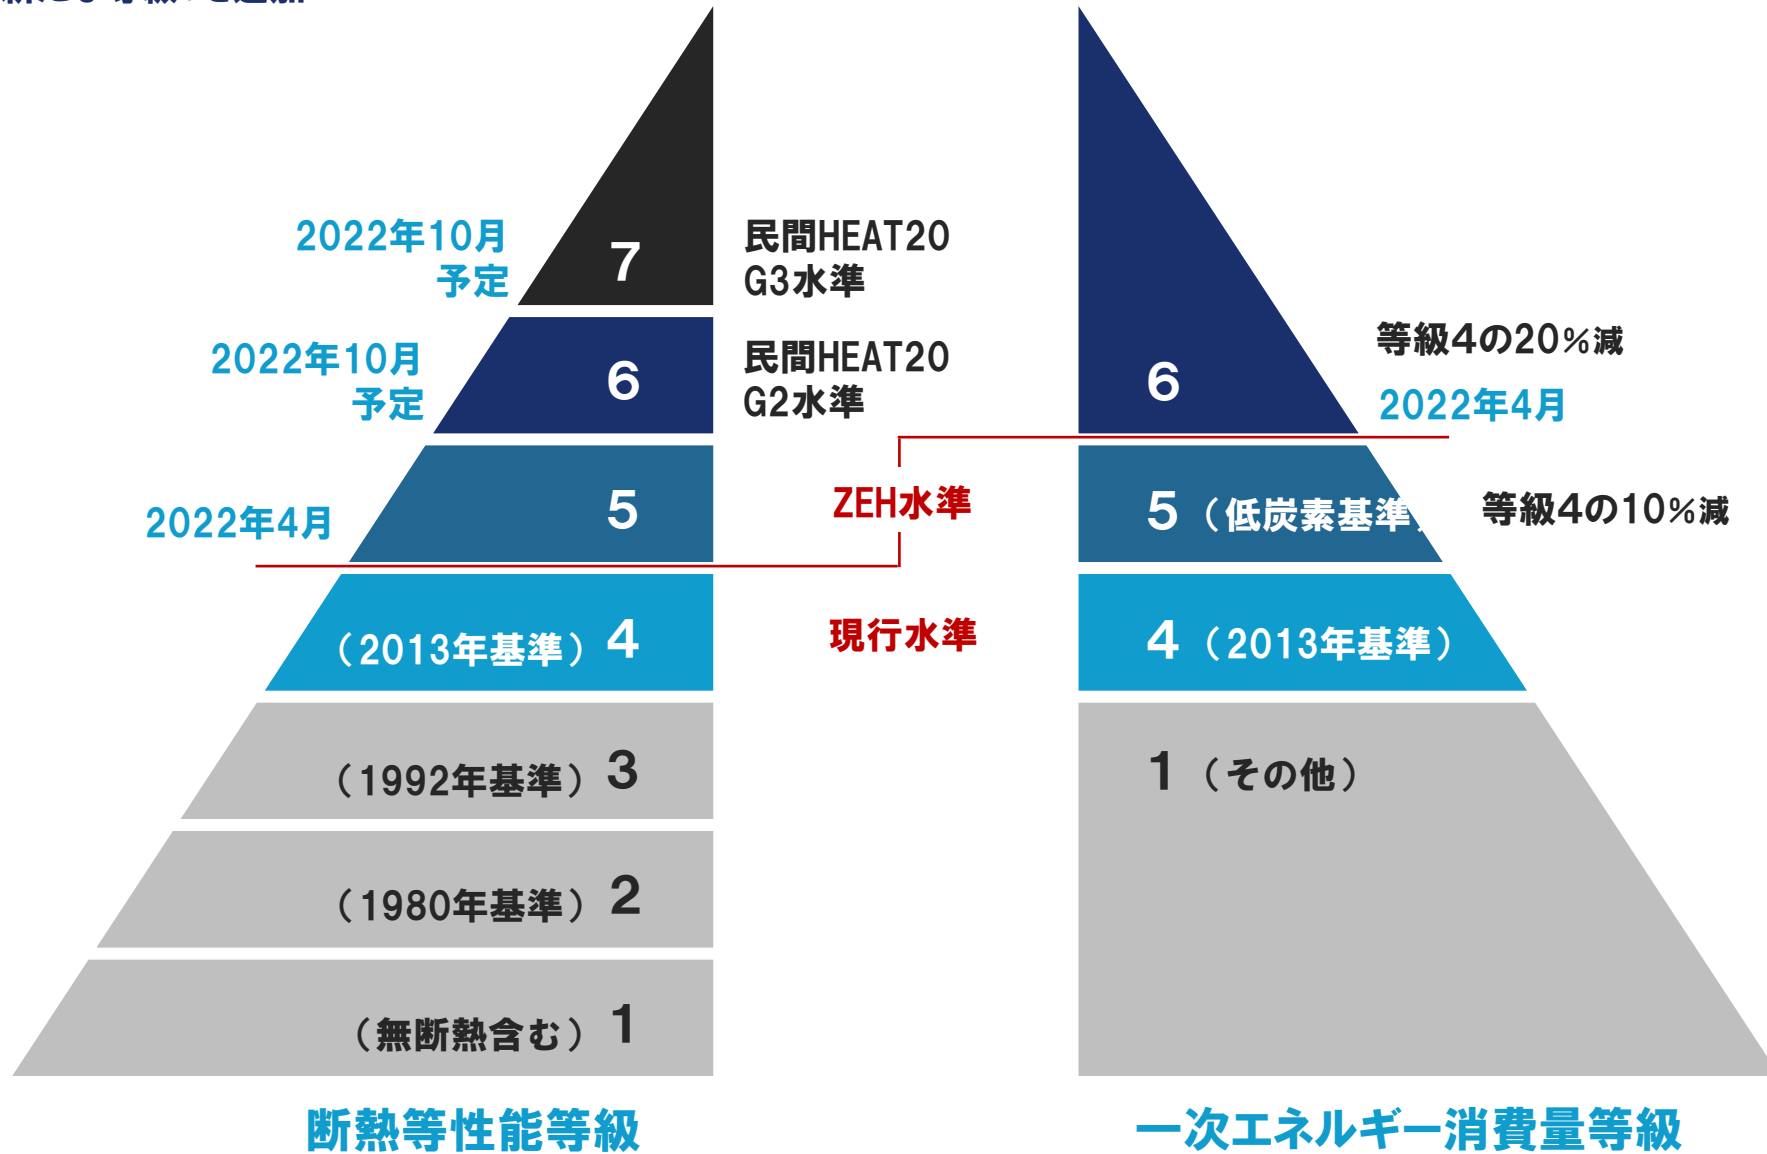 2022年10月
予定
7
民間HEAT20
G3水準
2022年10月
予定
6
民間HEAT20
G2水準
2022年4月
5
ZEH水準
(2013年基準) 4
現行水準
(1992年基準) 3
(1980年基準) 2
(無断熱含む) 1
断熱等性能等級
等級4の20%減
6
2022年4月
5 (低炭素基準)
等級4の10%減
4 (2013年基準)
1 (その他)
一次エネルギー消費量等級